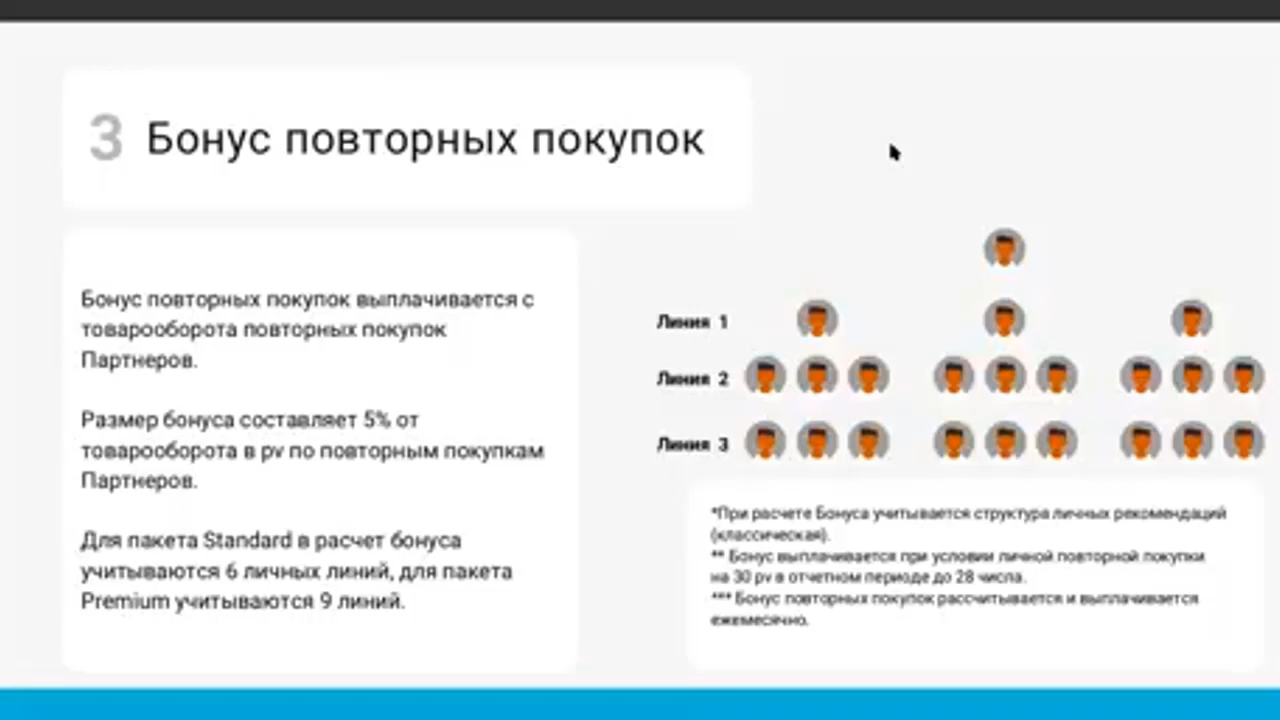 3 Бонус повторных покупок
Бонус повторных покупок выплачивается с
товарооборота повторных покупок
Партнеров.
Размер бонуса составляет 5% от
товарооборота в pv по повторным покупкам
Партнеров.
Для пакета Standard в расчет бонуса
учитываются 6 личных линий, для пакета
Premium учитываются 9 линий.
Линия 1
Линия 2
Линия 3
*При расчете Бонуса учитывается структура личных рекомендаций
(классическая).
** Бонус выплачивается при условии личной повторной покупки
на 30 pv в отчетном периоде до 28 числа.
*** Бонус повторных покупок рассчитывается и выплачивается
ежемесячно.